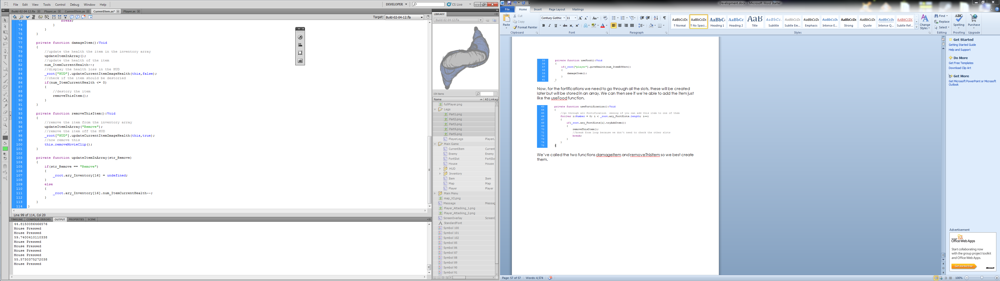 File Edit View Tools Control Debug Window Help
DEVELOPER
CS Live
Build-02-04-12.fla Player.as CurrentItem.as CurrentItem.as* Player.as
Target: Build-02-04-12.fla
72 break;
73 }
74 }
75 }
76
77 private function damageItem():Void
78 {
79 //update the health the item in the inventory array
80 updateItemInArray();
81 //update the health of the item
82 num_ItemCurrentHealth--;
83 //display the health loss in the HUD
84 _root["HUD"].updateCurrentItemImageHealth(this,false);
85 //check if the item should be destoried
86 if(num_ItemCurrentHealth <= 0)
87 {
88 //destory the item
89 removeThisItem();
90 }
91 }
92
93 private function removeThisItem():Void
94 {
95 //remove the item from the inventory array
96 updateItemInArray("Remove");
97 //remove the item off the HUD
98 _root["HUD"].updateCurrentItemImageHealth(this,true);
99 //now remove this
100 this.removeMovieClip();
101 }
102
103 private function updateItemInArray(str_Remove)
104 {
105 if(str_Remove == "Remove")
106 {
107 _root.ary_Inventory[16] = undefined;
108 }
109 else
110 {
111 _root.ary_Inventory[16].num_ItemCurrentHealth--;
112 }
113 }
114 }
Line 99 of 114, Col 20
TIMELINE COMPILER ERRORS OUTPUT PROPERTIES SCENE
44.8150086466576
Mouse Pressed
Mouse Pressed
59.7400410110338
Mouse Pressed
Mouse Pressed
Mouse Pressed
Mouse Pressed
55.5730375272038
Mouse Pressed
LIBRARY
Build-02-04-12.fla
154 items
Name AS Linkag
fullPlayer.png
Legs
Part1.png
Part2.png
Part3.png
Part4.png
Part5.png
PlayerLegs PlayerL
Main Game
CurrentItem Current
Enemy Enemy
FortSlot FortSlo
House House
HUD
Inventory
Item Item
Map Map
Player Player
Main Menu
map_V2.png
Message Messag
Player_Attacking_1.png
Player_Attacking_2.png
ScreenOverlay ScreenO
StandardFont
Symbol 100
Symbol 101
Symbol 102
Symbol 85
Symbol 86
Symbol 87
Symbol 88
Symbol 89
Symbol 90
Symbol 91
Development.docx - Microsoft Word Starter
File Home Insert Page Layout Mailings
Paste
Cut
Copy
Format Painter
Clipboard
Century Gothic 11
Font
Paragraph
AaBbCcDc AaBbCcDc AaBbCc AaBbCc AaB AaBbCc. AaBbCcDc AaBbCcDc AaBbCcDc AaBbCcDc AaBbCcDc AaBbCcDc AABBCCDC
¶ Normal ¶ No Spaci... Heading 1 Heading 2 Title Subtitle Subtle Em... Emphasis Intense E... Strong Quote Intense Q... Subtle Ref...
Change Styles
Styles
Find
Replace
Select
Editing
Spelling
Proofing
Purchase
Upgrade
55 private function useFood():Void
56 {
57 if(_root["player"].giveHealth(num_ItemEffect))
58 {
59 damageItem();
60 }
61 }
Now, for the fortifications we need to go through all the slots, these will be created
later but will be stored in an array. We can then see if we're able to add the item just
like the useFood function.
63 private function useFortification():Void
64 {
65 //go through all fortification seeing if you can add this item to one of them
66 for(var i:Number = 0; i < _root.ary_FortSlots.length; i++)
67 {
68 if(_root.ary_FortSlots[i].tryAddItem())
69 {
70 removeThisItem();
71 //break from loop because we don't need to check the other slots
72 break;
73 }
74 }
75 }
We've called the two functions damageItem and removeThisItem so we best create
them.
Get Started
Getting Started Guide
Help and Support
Do More
Get Free Templates
Download Clip Art
Get More
Get Microsoft PowerPoint or Microsoft
Outlook
Advertisement
Office Web Apps
Start collaborating now
with the group project toolkit
and Office Web Apps.
Get started free
Microsoft
Page: 57 of 57 Words: 4,574
100%